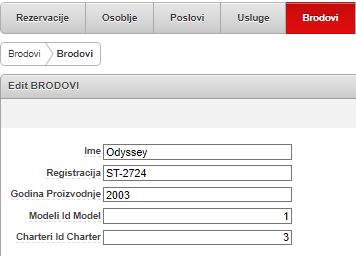 Rezervacije Osoblje Poslovi Usluge Brodovi
Brodovi Brodovi
Edit BRODOVI
Ime Odyssey
Registracija ST-2724
Godina Proizvodnje 2003
Modeli Id Model 1
Charteri Id Charter 3